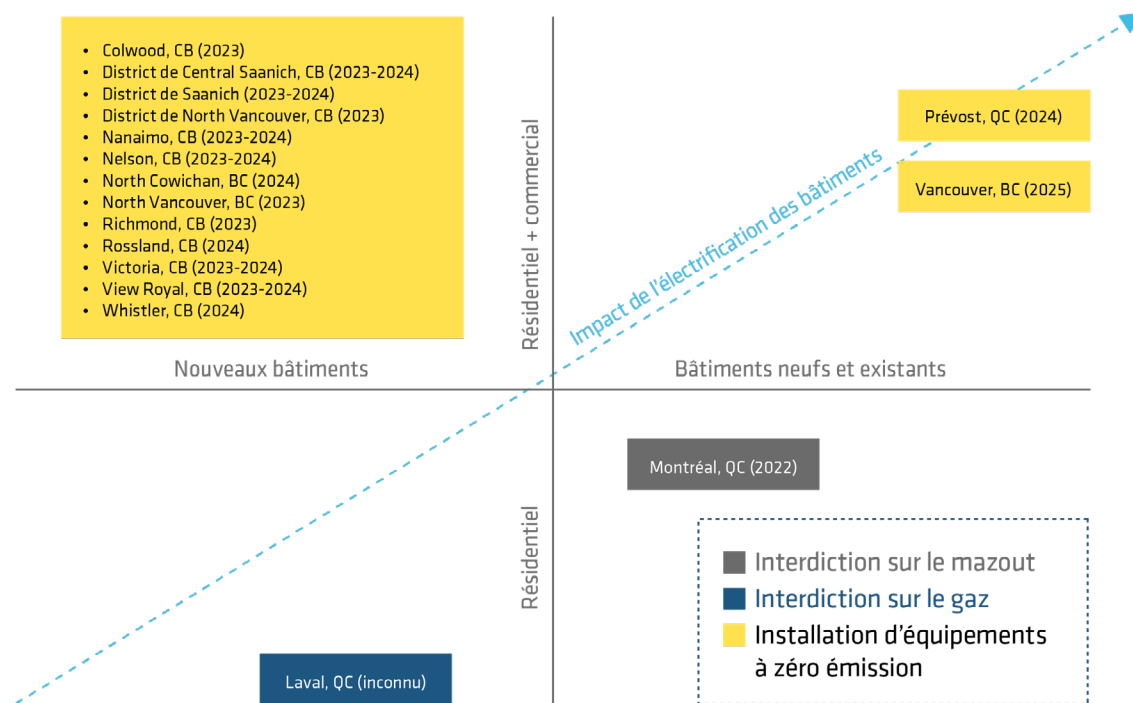 • Colwood, CB (2023)
• District de Central Saanich, CB (2023-2024)
• District de Saanich (2023-2024)
• District de North Vancouver, CB (2023)
• Nanaimo, CB (2023-2024)
• Nelson, CB (2023-2024)
• North Cowichan, BC (2024)
• North Vancouver, BC (2023)
• Richmond, CB (2023)
• Rossland, CB (2024)
• Victoria, CB (2023-2024)
• View Royal, CB (2023-2024)
• Whistler, CB (2024)
Résidentiel + commercial
Impact de l'électrification des bâtiments
Prévost, QC (2024)
Vancouver, BC (2025)
Nouveaux bâtiments
Bâtiments neufs et existants
Montréal, QC (2022)
Résidentiel
Laval, QC (inconnu)
Interdiction sur le mazout
Interdiction sur le gaz
Installation d'équipements
à zéro émission